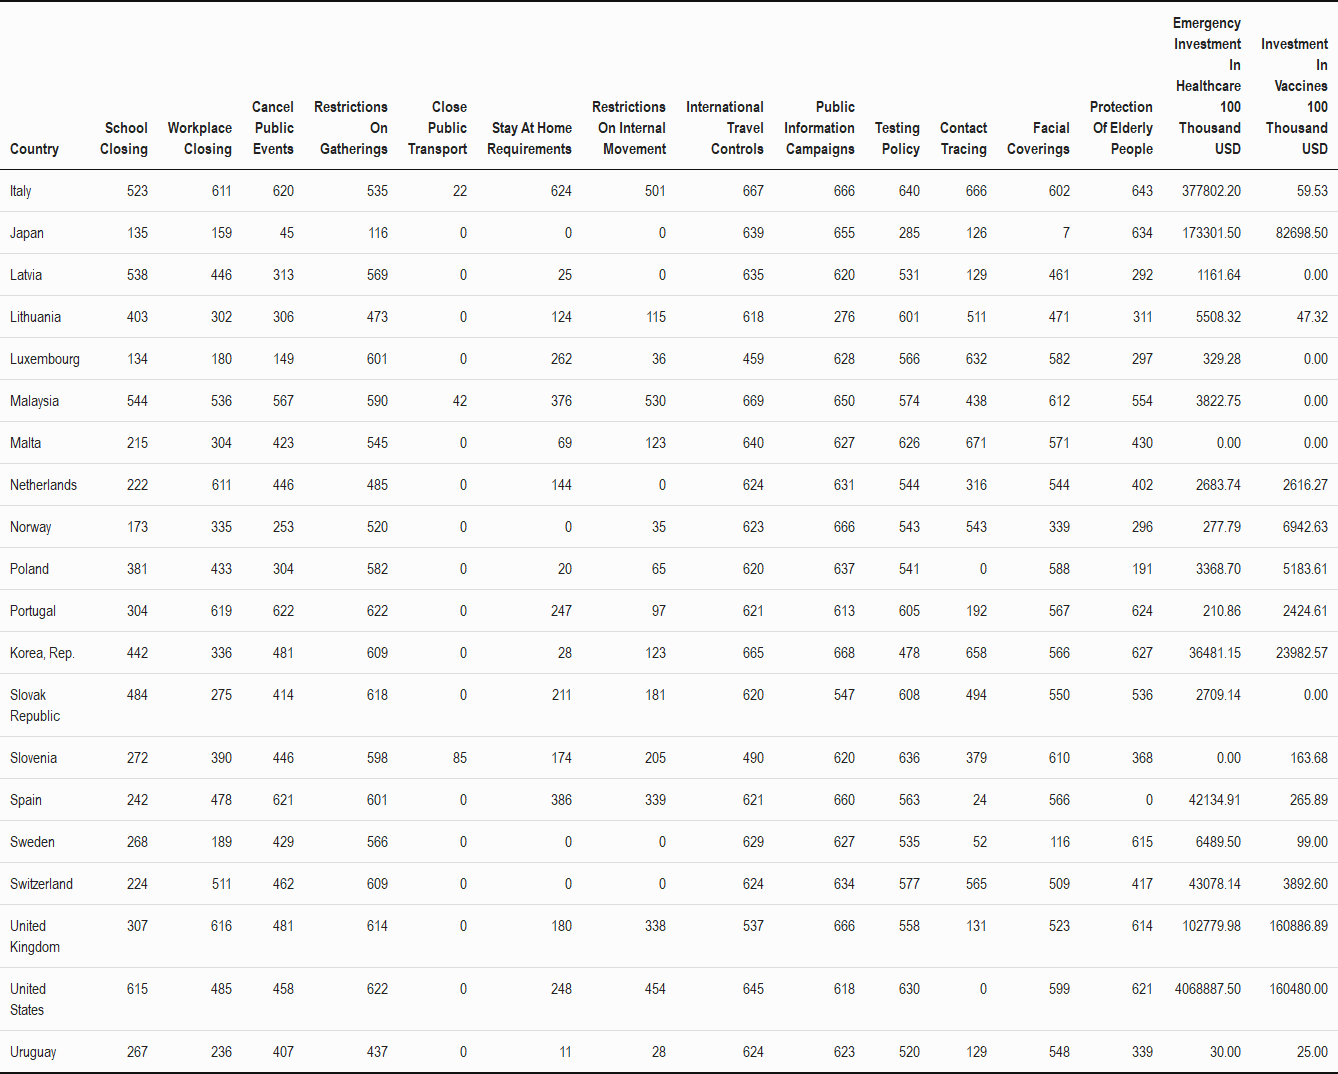 Country School Closing Workplace Closing Cancel Public Events Restrictions On Gatherings Close Public Transport Stay At Home Requirements Restrictions On Internal Movement International Travel Controls Public Information Campaigns Testing Policy Contact Tracing Facial Coverings Protection Of Elderly People Emergency Investment In Healthcare 100 Thousand USD Investment In Vaccines 100 Thousand USD
Italy 523 611 620 535 22 624 501 667 666 640 666 602 643 377802.20 59.53
Japan 135 159 45 116 0 0 0 639 655 285 126 7 634 173301.50 82698.50
Latvia 538 446 313 569 0 25 0 635 620 531 129 461 292 1161.64 0.00
Lithuania 403 302 306 473 0 124 115 618 276 601 511 471 311 5508.32 47.32
Luxembourg 134 180 149 601 0 262 36 459 628 566 632 582 297 329.28 0.00
Malaysia 544 536 567 590 42 376 530 669 650 574 438 612 554 3822.75 0.00
Malta 215 304 423 545 0 69 123 640 627 626 671 571 430 0.00 0.00
Netherlands 222 611 446 485 0 144 0 624 631 544 316 544 402 2683.74 2616.27
Norway 173 335 253 520 0 0 35 623 666 543 543 339 296 277.79 6942.63
Poland 381 433 304 582 0 20 65 620 637 541 0 588 191 3368.70 5183.61
Portugal 304 619 622 622 0 247 97 621 613 605 192 567 624 210.86 2424.61
Korea, Rep. 442 336 481 609 0 28 123 665 668 478 658 566 627 36481.15 23982.57
Slovak Republic 484 275 414 618 0 211 181 620 547 608 494 550 536 2709.14 0.00
Slovenia 272 390 446 598 85 174 205 490 620 636 379 610 368 0.00 163.68
Spain 242 478 621 601 0 386 339 621 660 563 24 566 0 42134.91 265.89
Sweden 268 189 429 566 0 0 0 629 627 535 52 116 615 6489.50 99.00
Switzerland 224 511 462 609 0 0 0 624 634 577 565 509 417 43078.14 3892.60
United Kingdom 307 616 481 614 0 180 338 537 666 558 131 523 614 102779.98 160886.89
United States 615 485 458 622 0 248 454 645 618 630 0 599 621 4068887.50 160480.00
Uruguay 267 236 407 437 0 11 28 624 623 520 129 548 339 30.00 25.00